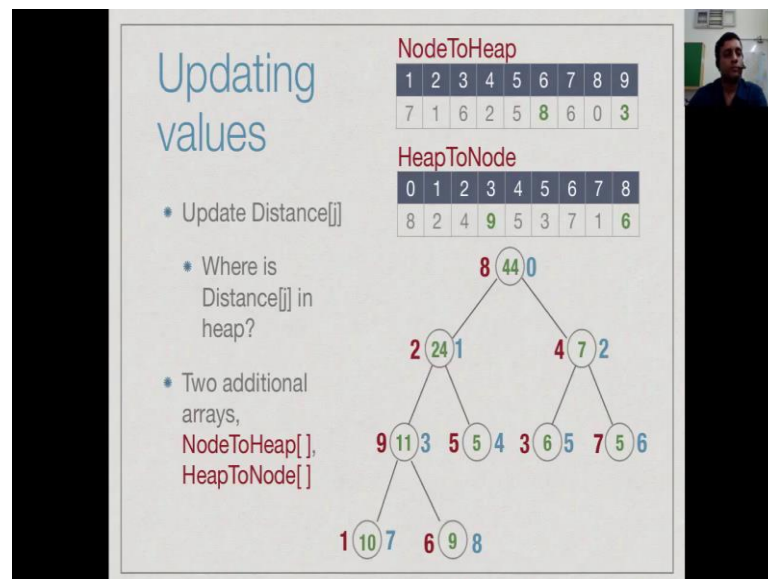 Updating
values
NodeToHeap
1 2 3 4 5 6 7 8 9
7 1 6 2 5 8 6 0 3
HeapToNode
0 1 2 3 4 5 6 7 8
8 2 4 9 5 3 7 1 6
Update Distance[j]
Where is
Distance[j] in
heap?
Two additional
arrays,
NodeToHeap[ ],
HeapToNode[ ]
8 44 0
2 24 1 4 7 2
9 11 3 5 5 4 3 6 5 7 5 6
1 10 7 6 9 8